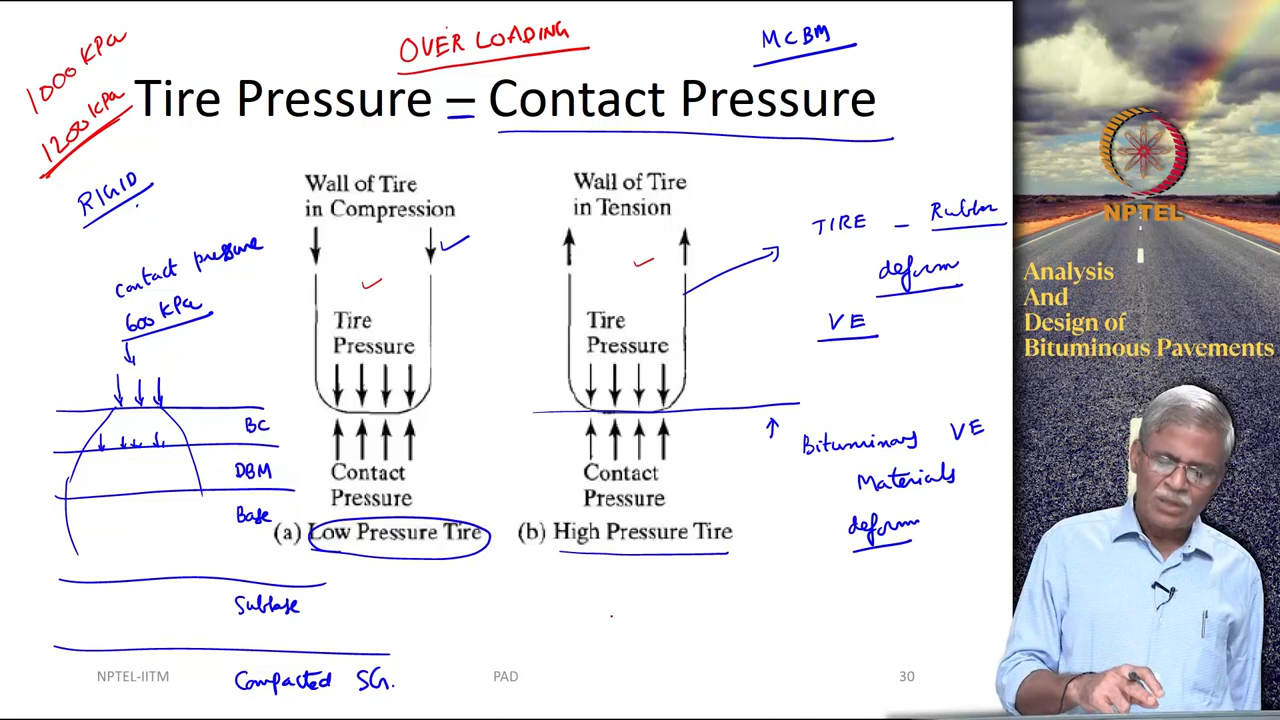 OVER LOADING
MCBM
1000 KPa
1200 KPa
Tire Pressure = Contact Pressure
RIGID
contact pressure
600 KPa
BC
DBM
Base
Subbase
Compacted SG.
Wall of Tire
in Compression
Tire
Pressure
Contact
Pressure
(a) Low Pressure Tire
Wall of Tire
in Tension
Tire
Pressure
Contact
Pressure
(b) High Pressure Tire
TIRE – Rubber
deform
VE
Bituminous VE
Materials
deform
NPTEL
Analysis
And
Design of
Bituminous Pavements
NPTEL-IITM
PAD
30